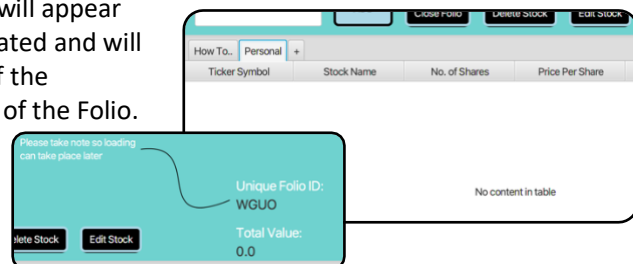 will appear
ated and will
f the
of the Folio.
Close Folio Delete Stock Edit Stock
How To.. Personal +
Ticker Symbol Stock Name No. of Shares Price Per Share
No content in table
Please take note so loading
can take place later
Unique Folio ID:
WGUO
elete Stock Edit Stock
Total Value:
0.0